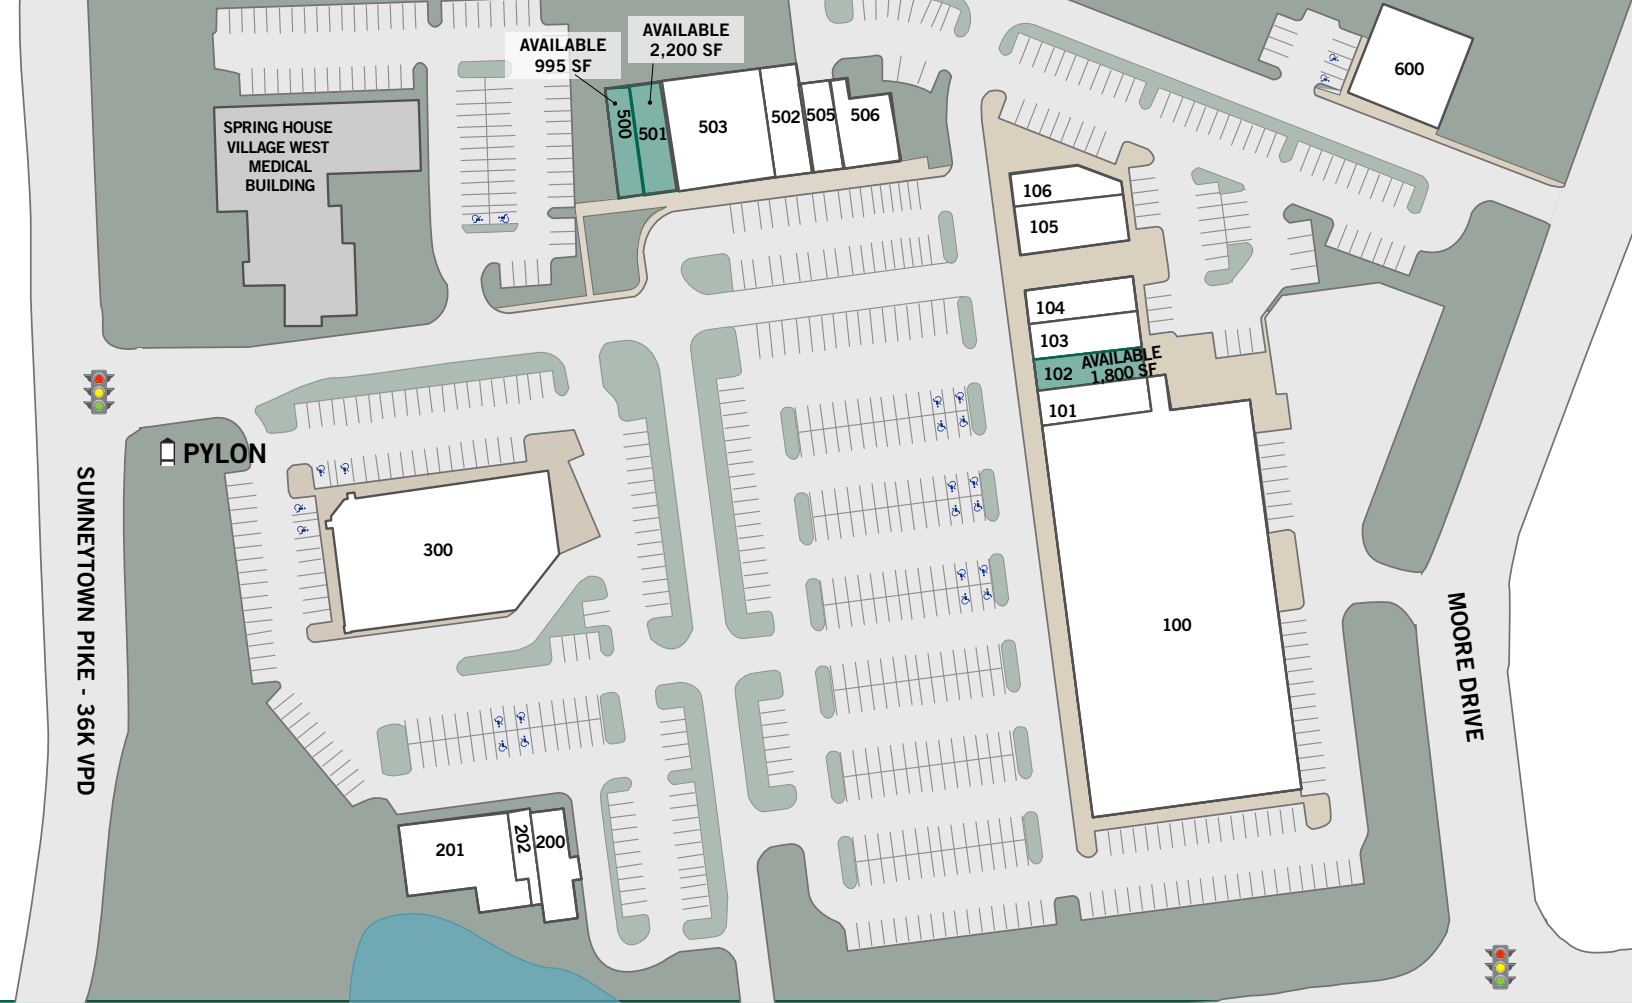 AVAILABLE
995 SF
AVAILABLE
2,200 SF
600
500
501
503
502
505
506
SPRING HOUSE
VILLAGE WEST
MEDICAL
BUILDING
106
105
104
103
102
AVAILABLE
1,800 SF
101
PYLON
300
100
SUMNEYTOWN PIKE - 36K VPD
MOORE DRIVE
201
202
200